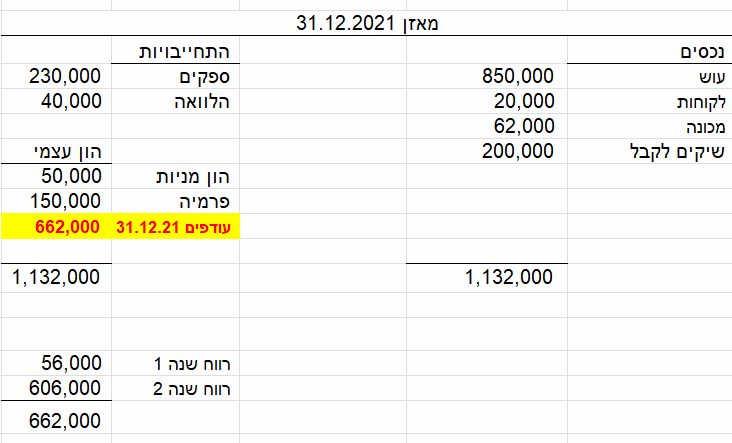 מאזן 31.12.2021
נכסים התחייבויות
עוש 850,000 ספקים 230,000
לקוחות 20,000 הלוואה 40,000
מכונה 62,000
שיקים לקבל 200,000 הון עצמי
הון מניות 50,000
פרמיה 150,000
עודפים 31.12.21 662,000
1,132,000 1,132,000
רווח שנה 1 56,000
רווח שנה 2 606,000
662,000